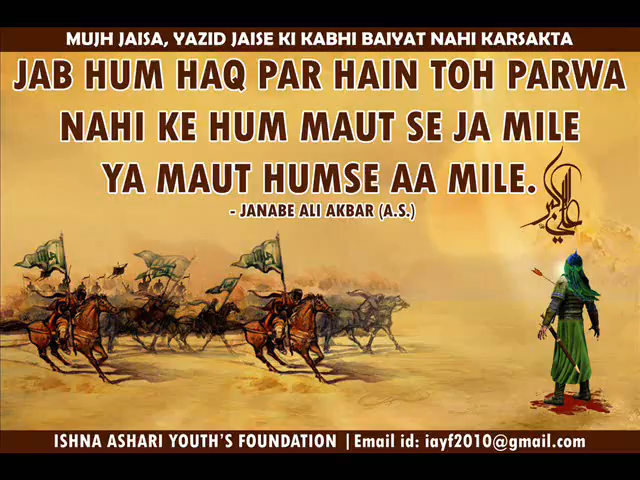 MUJH JAISA, YAZID JAISE KI KABHI BAIYAT NAHI KARSAKTA
JAB HUM HAQ PAR HAIN TOH PARWA
NAHI KE HUM MAUT SE JA MILE
YA MAUT HUMSE AA MILE.
- JANABE ALI AKBAR (A.S.)
علي الاكبر
ISHNA ASHARI YOUTH'S FOUNDATION | Email id: iayf2010@gmail.com